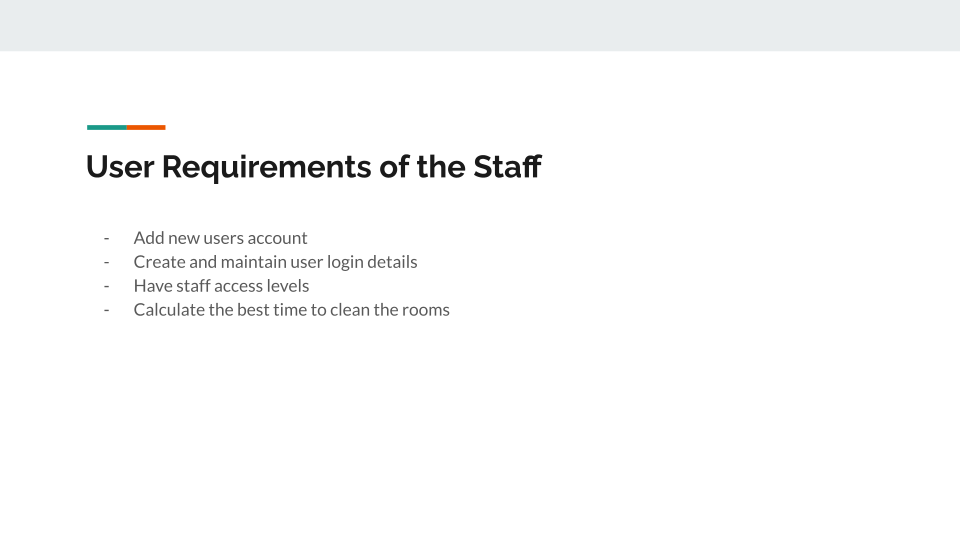 User Requirements of the Staff
- Add new users account
- Create and maintain user login details
- Have staff access levels
- Calculate the best time to clean the rooms